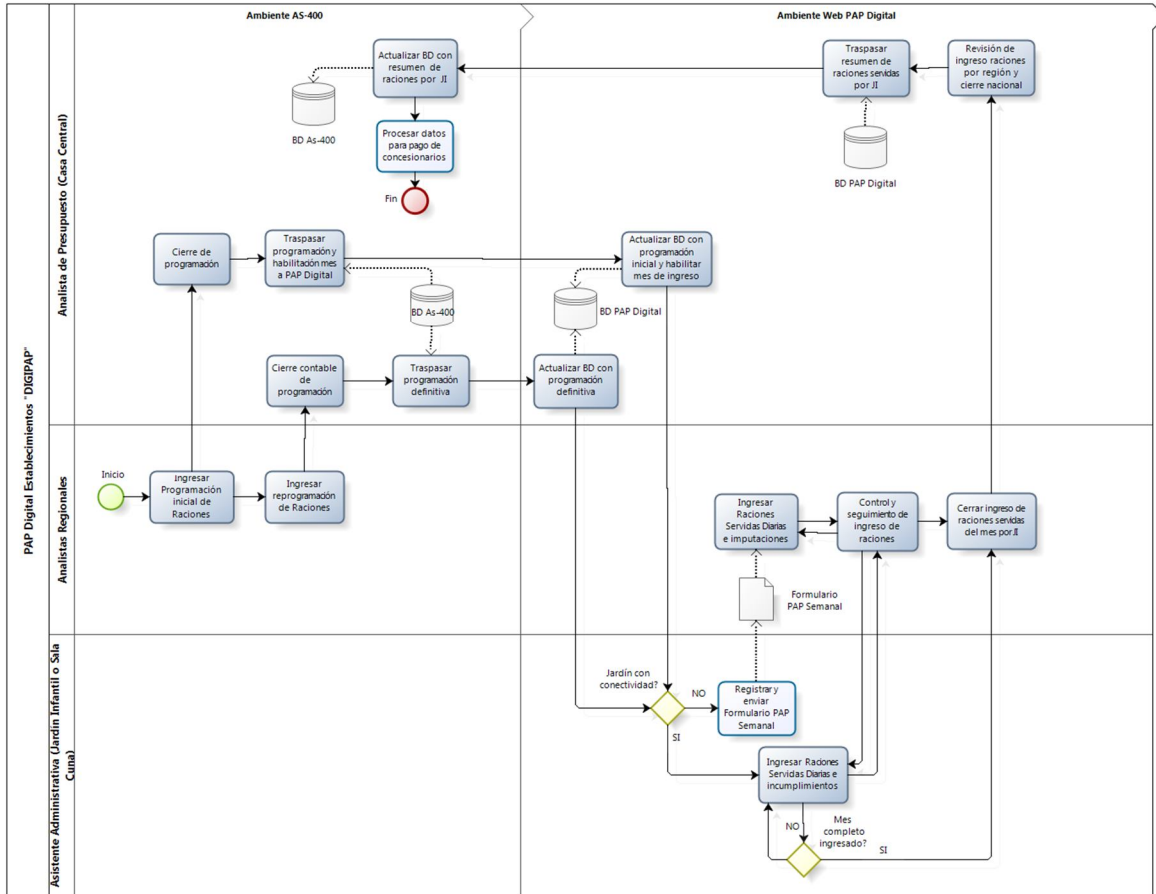 Ambiente AS-400
Ambiente Web PAP Digital
PAP Digital Establecimientos "DIGIPAP"
Analista de Presupuesto (Casa Central)
Actualizar BD con
resumen de
raciones por JI
BD As-400
Procesar datos
para pago de
concesionarios
Fin
Traspasar
resumen de
raciones servidas
por JI
Revisión de
ingreso raciones
por región y
cierre nacional
BD PAP Digital
Cierre de
programación
Traspasar
programación y
habilitación mes
a PAP Digital
Actualizar BD con
programación
inicial y habilitar
mes de ingreso
BD As-400
BD PAP Digital
Cierre contable
de
programación
Traspasar
programación
definitiva
Actualizar BD con
programación
definitiva
Analistas Regionales
Inicio
Ingresar
Programación
inicial de
Raciones
Ingresar
reprogramación
de Raciones
Ingresar
Raciones
Servidas Diarias
e imputaciones
Control y
seguimiento de
ingreso de
raciones
Cerrar ingreso de
raciones servidas
del mes por JI
Formulario
PAP Semanal
Asistente Administrativa (Jardín Infantil o Sala
Cuna)
Jardín con
conectividad?
NO
SI
Registrar y
enviar
Formulario PAP
Semanal
Ingresar Raciones
Servidas Diarias e
incumplimientos
NO
Mes
completo
ingresado?
SI